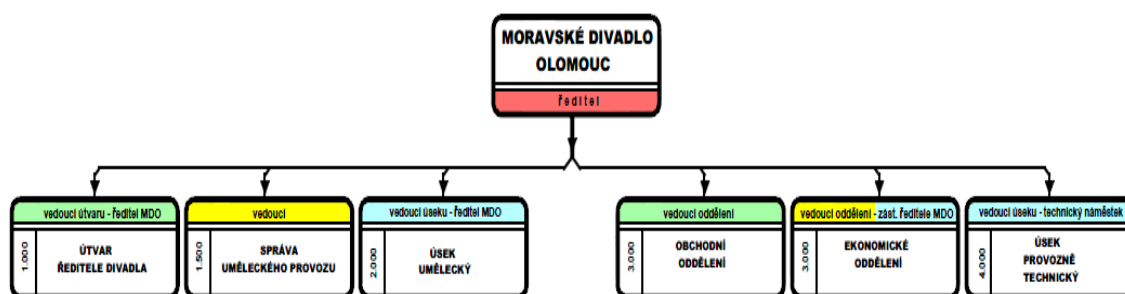 MORAVSKÉ DIVADLO
OLOMOUC
ředitel
vedoucí útvaru - ředitel MDO
1.000
ÚTVAR
ŘEDITELE DIVADLA
vedoucí
1.500
SPRÁVA
UMĚLECKÉHO PROVOZU
vedoucí úseku - ředitel MDO
2.000
ÚSEK
UMĚLECKÝ
vedoucí oddělení
3.000
OBCHODNÍ
ODDĚLENÍ
vedoucí oddělení - zást. ředitele MDO
3.000
EKONOMICKÉ
ODDĚLENÍ
vedoucí úseku - technický náměstek
4.000
ÚSEK
PROVOZNĚ
TECHNICKÝ